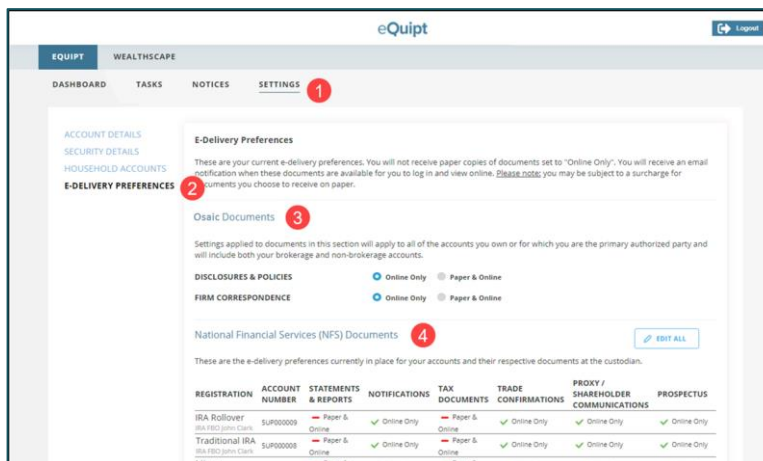 eQuipt
Logout
EQUIPT WEALTHSCAPE
DASHBOARD TASKS NOTICES SETTINGS 1
ACCOUNT DETAILS
SECURITY DETAILS
HOUSEHOLD ACCOUNTS
E-DELIVERY PREFERENCES 2
E-Delivery Preferences
These are your current e-delivery preferences. You will not receive paper copies of documents set to "Online Only". You will receive an email
notification when these documents are available for you to log in and view online. Please note: you may be subject to a surcharge for
documents you choose to receive on paper.
Osaic Documents 3
Settings applied to documents in this section will apply to all of the accounts you own or for which you are the primary authorized party and
will include both your brokerage and non-brokerage accounts.
DISCLOSURES & POLICIES Online Only Paper & Online
FIRM CORRESPONDENCE Online Only Paper & Online
National Financial Services (NFS) Documents 4 EDIT ALL
These are the e-delivery preferences currently in place for your accounts and their respective documents at the custodian.
REGISTRATION ACCOUNT NUMBER STATEMENTS & REPORTS NOTIFICATIONS TAX DOCUMENTS TRADE CONFIRMATIONS PROXY / SHAREHOLDER COMMUNICATIONS PROSPECTUS
IRA Rollover SUP000009 Paper & Online Online Only Paper & Online Online Only Online Only Online Only
IRA FBO John Clark
Traditional IRA SUP000008 Paper & Online Online Only Paper & Online Online Only Online Only Online Only
IRA FBO John Clark